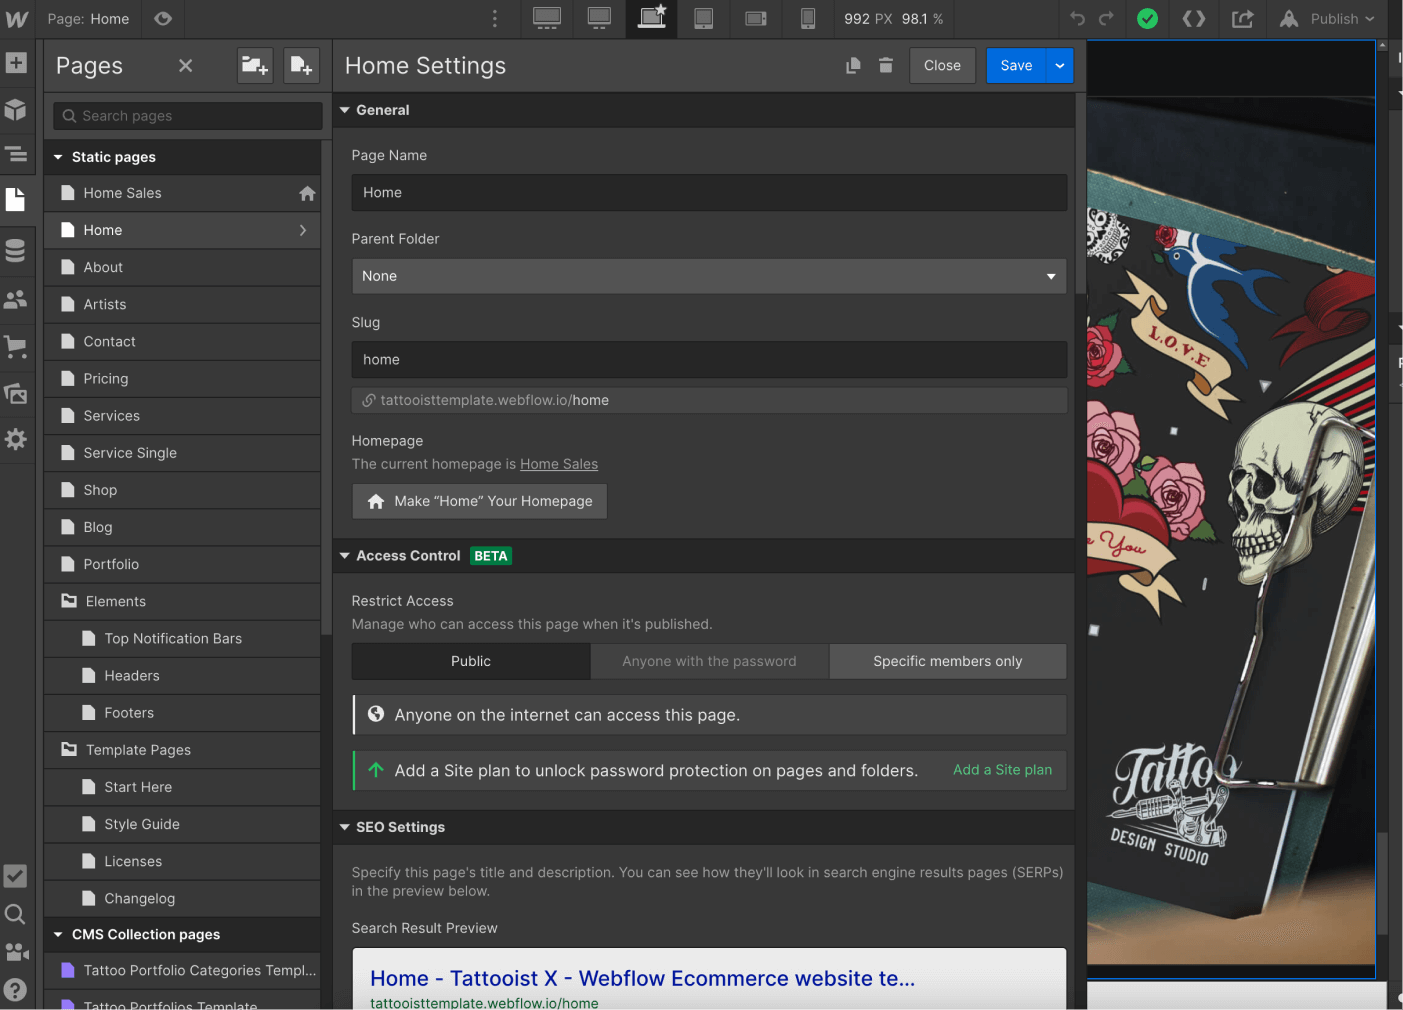 Page: Home
992 PX 98.1 %
Publish
Pages
Home Settings
Close
Save
Search pages
Static pages
Home Sales
Home
About
Artists
Contact
Pricing
Services
Service Single
Shop
Blog
Portfolio
Elements
Top Notification Bars
Headers
Footers
Template Pages
Start Here
Style Guide
Licenses
Changelog
CMS Collection pages
Tattoo Portfolio Categories Templ...
Tattoo Portfolios Template
General
Page Name
Home
Parent Folder
None
Slug
home
tattooisttemplate.webflow.io/home
Homepage
The current homepage is Home Sales
Make “Home” Your Homepage
Access Control BETA
Restrict Access
Manage who can access this page when it's published.
Public
Anyone with the password
Specific members only
Anyone on the internet can access this page.
Add a Site plan to unlock password protection on pages and folders.
Add a Site plan
SEO Settings
Specify this page's title and description. You can see how they'll look in search engine results pages (SERPs)
in the preview below.
Search Result Preview
Home - Tattooist X - Webflow Ecommerce website te...
tattooisttemplate.webflow.io/home
L.O.V.E
You
Tattoo
DESIGN STUDIO